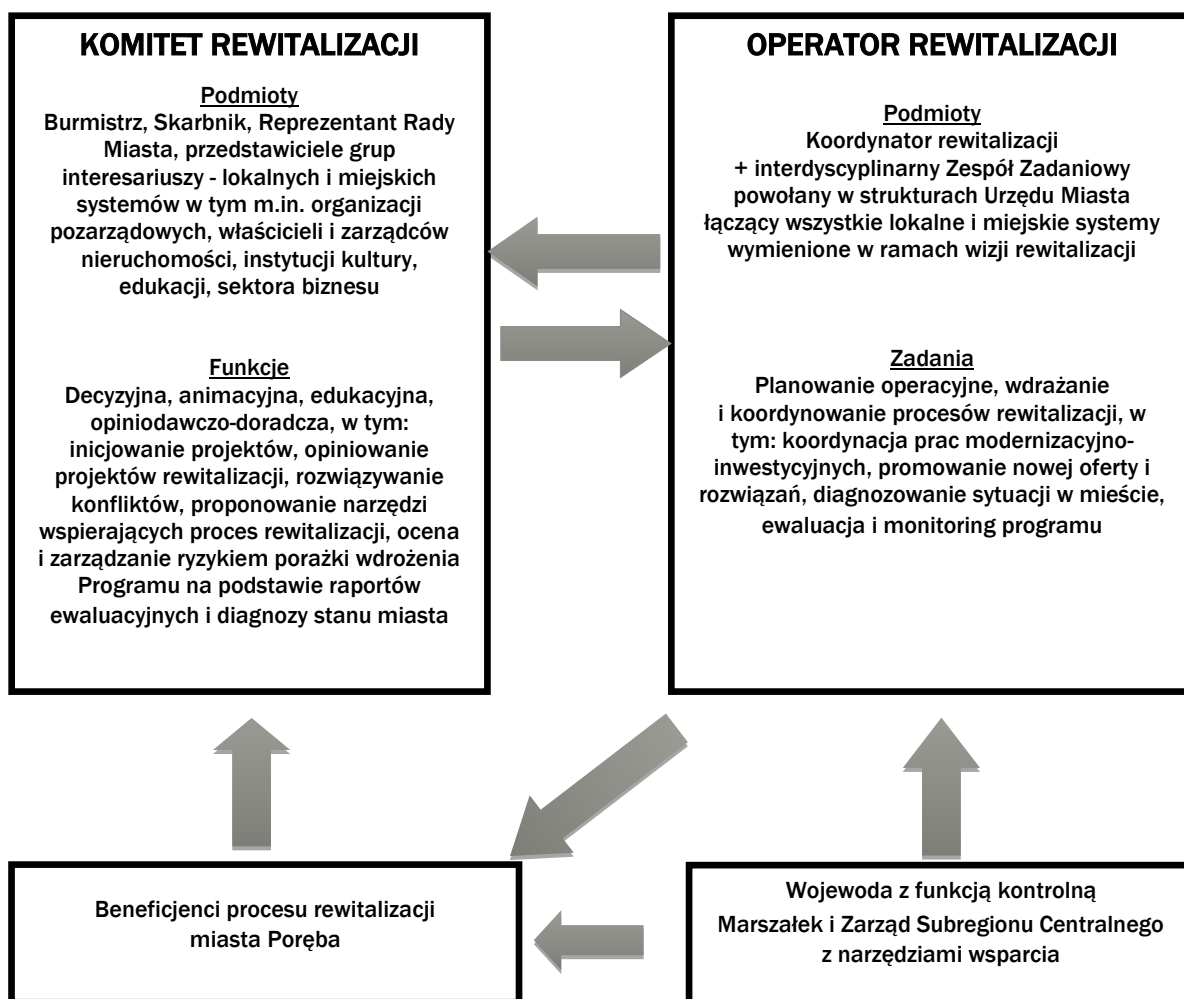 KOMITET REWITALIZACJI
Podmioty
Burmistrz, Skarbnik, Reprezentant Rady
Miasta, przedstawiciele grup
interesariuszy - lokalnych i miejskich
systemów w tym m.in. organizacji
pozarządowych, właścicieli i zarządców
nieruchomości, instytucji kultury,
edukacji, sektora biznesu
Funkcje
Decyzyjna, animacyjna, edukacyjna,
opiniodawczo-doradcza, w tym:
inicjowanie projektów, opiniowanie
projektów rewitalizacji, rozwiązywanie
konfliktów, proponowanie narzędzi
wspierających proces rewitalizacji, ocena
i zarządzanie ryzykiem porażki wdrożenia
Programu na podstawie raportów
ewaluacyjnych i diagnozy stanu miasta
OPERATOR REWITALIZACJI
Podmioty
Koordynator rewitalizacji
+ interdyscyplinarny Zespół Zadaniowy
powołany w strukturach Urzędu Miasta
łączący wszystkie lokalne i miejskie systemy
wymienione w ramach wizji rewitalizacji
Zadania
Planowanie operacyjne, wdrażanie
i koordynowanie procesów rewitalizacji, w
tym: koordynacja prac modernizacyjno-
inwestycyjnych, promowanie nowej oferty i
rozwiązań, diagnozowanie sytuacji w mieście,
ewaluacja i monitoring programu
Beneficjenci procesu rewitalizacji
miasta Poręba
Wojewoda z funkcją kontrolną
Marszałek i Zarząd Subregionu Centralnego
z narzędziami wsparcia